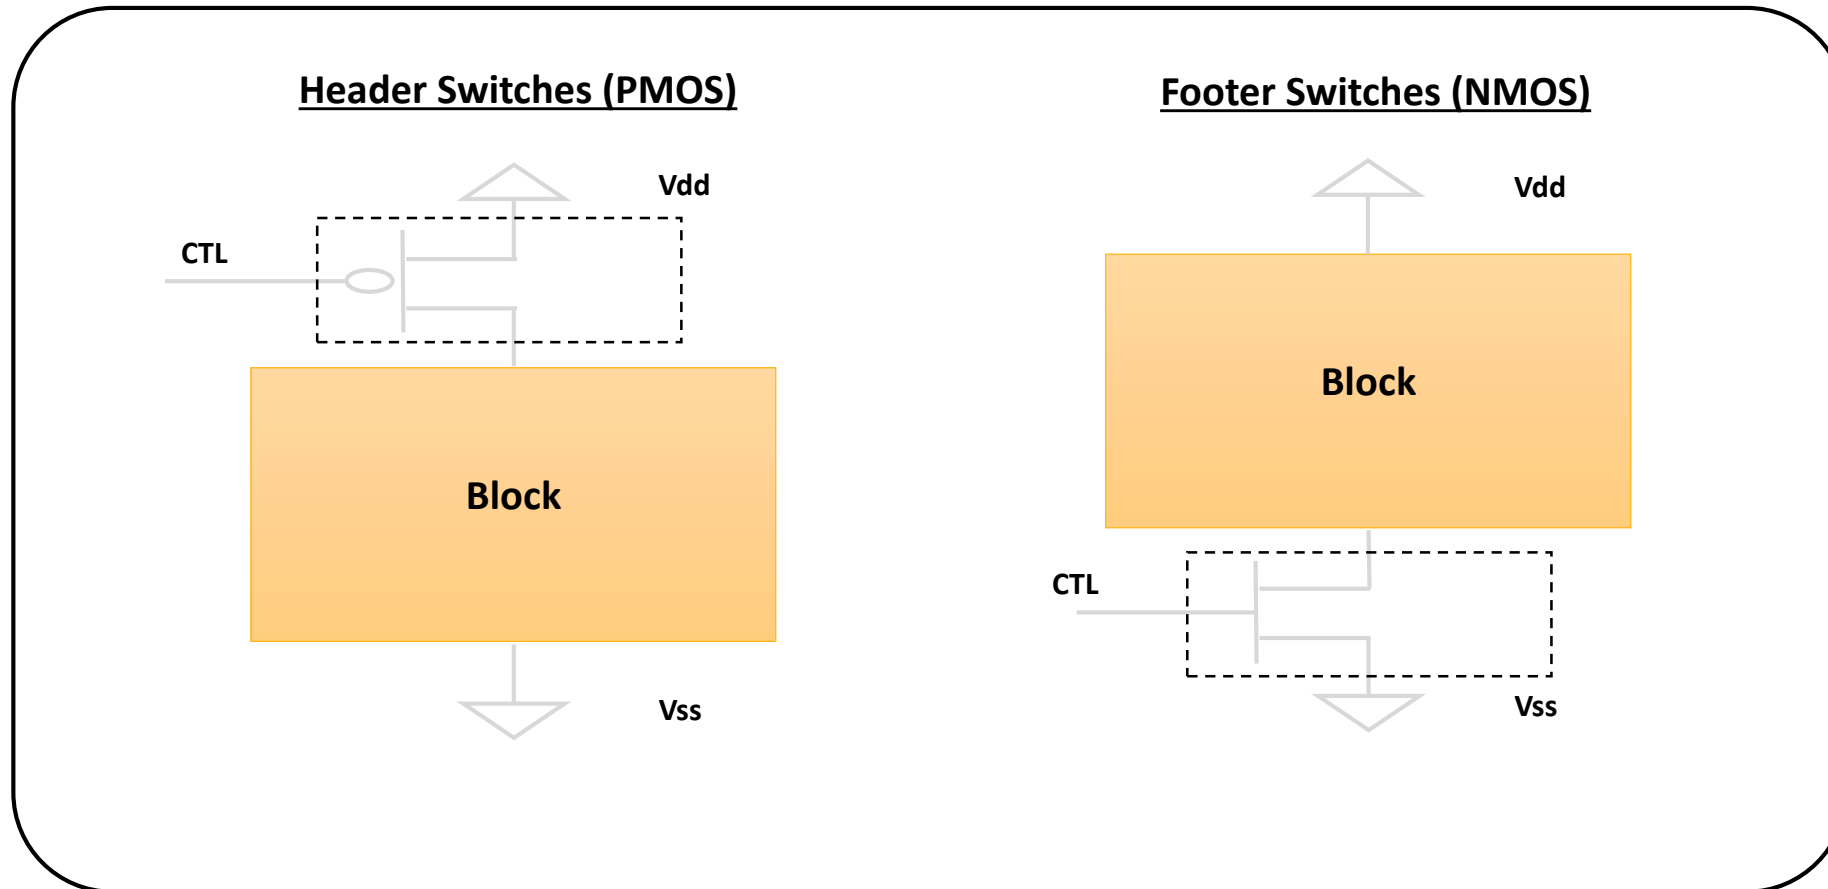 Header Switches (PMOS)
Vdd
CTL
Block
Vss
Footer Switches (NMOS)
Vdd
Block
CTL
Vss